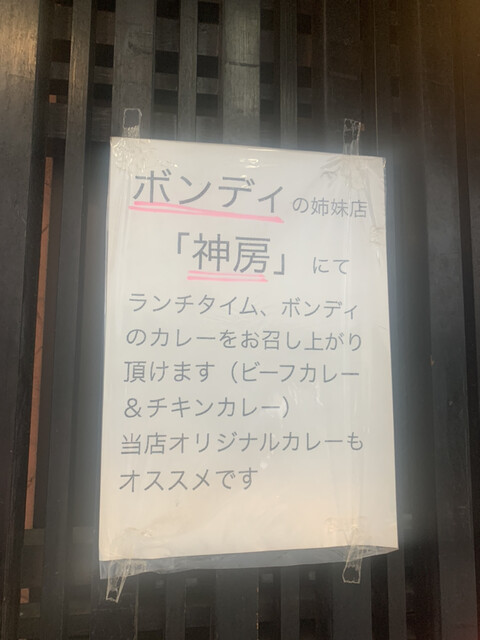 ボンディの姉妹店
「神房」にて
ランチタイム、ボンディ
のカレーをお召し上がり
頂けます（ビーフカレー
＆チキンカレー）
当店オリジナルカレーも
オススメです